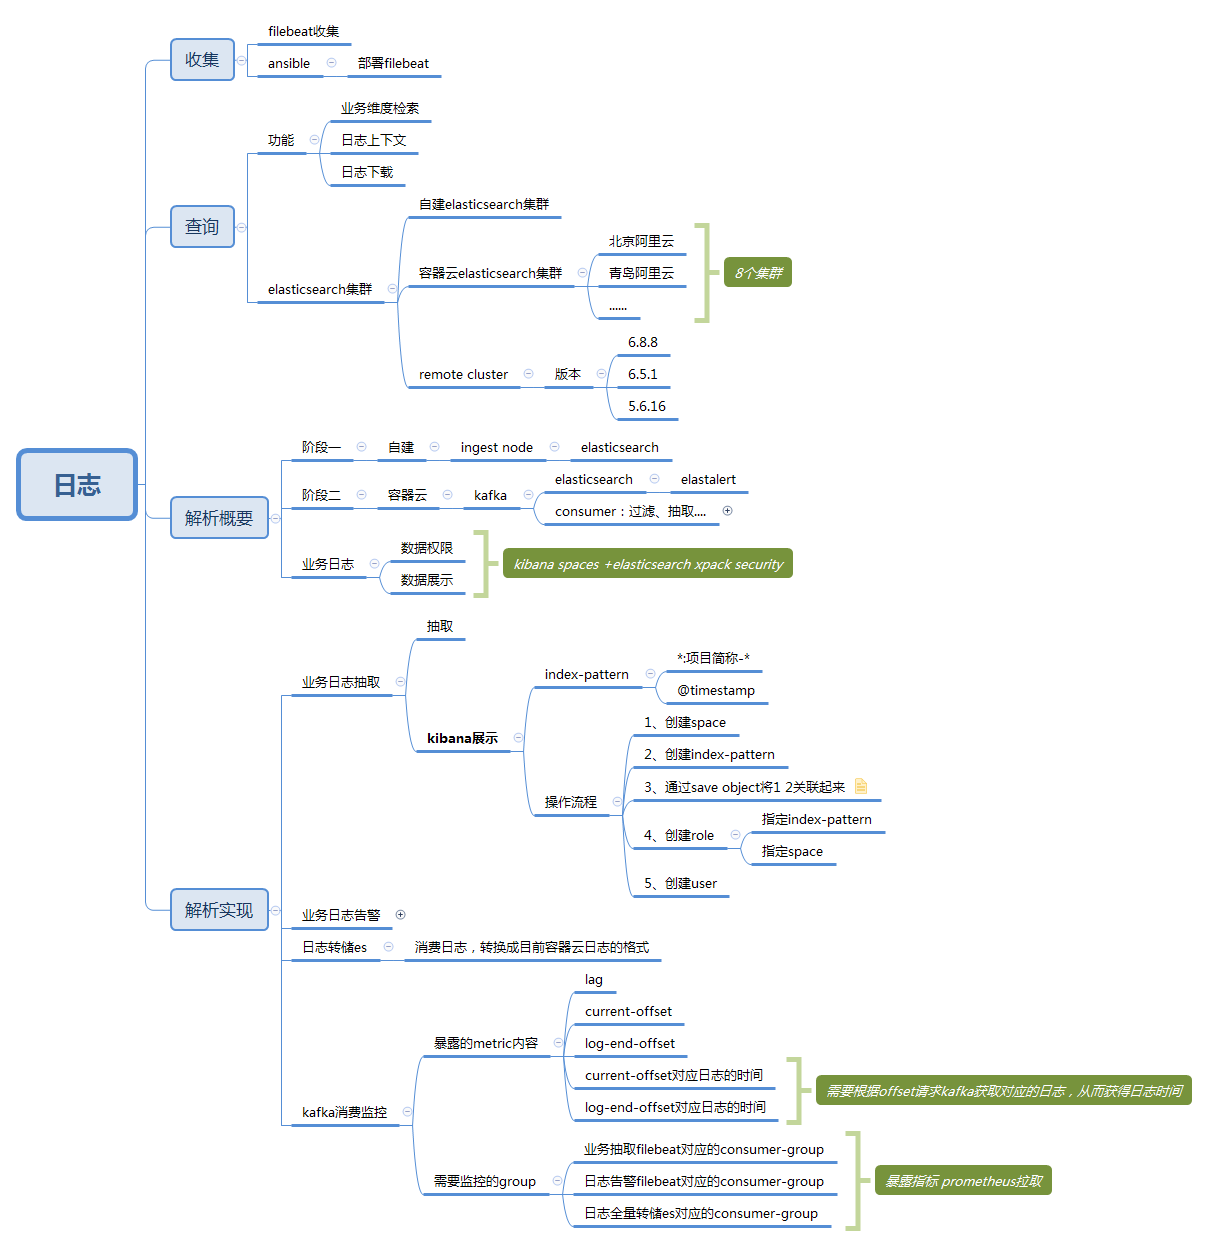 日志
收集
filebeat收集
ansible
部署filebeat
查询
功能
业务维度检索
日志上下文
日志下载
elasticsearch集群
自建elasticsearch集群
容器云elasticsearch集群
北京阿里云
青岛阿里云
......
8个集群
remote cluster
版本
6.8.8
6.5.1
5.6.16
解析概要
阶段一
自建
ingest node
elasticsearch
阶段二
容器云
kafka
elasticsearch
elastalert
consumer：过滤、抽取....
业务日志
数据权限
数据展示
kibana spaces +elasticsearch xpack security
解析实现
业务日志抽取
抽取
kibana展示
index-pattern
*:项目简称-*
@timestamp
操作流程
1、创建space
2、创建index-pattern
3、通过save object将1 2关联起来
4、创建role
指定index-pattern
指定space
5、创建user
业务日志告警
日志转储es
消费日志，转换成目前容器云日志的格式
kafka消费监控
暴露的metric内容
lag
current-offset
log-end-offset
current-offset对应日志的时间
log-end-offset对应日志的时间
需要根据offset请求kafka获取对应的日志，从而获得日志时间
需要监控的group
业务抽取filebeat对应的consumer-group
日志告警filebeat对应的consumer-group
日志全量转储es对应的consumer-group
暴露指标 prometheus拉取